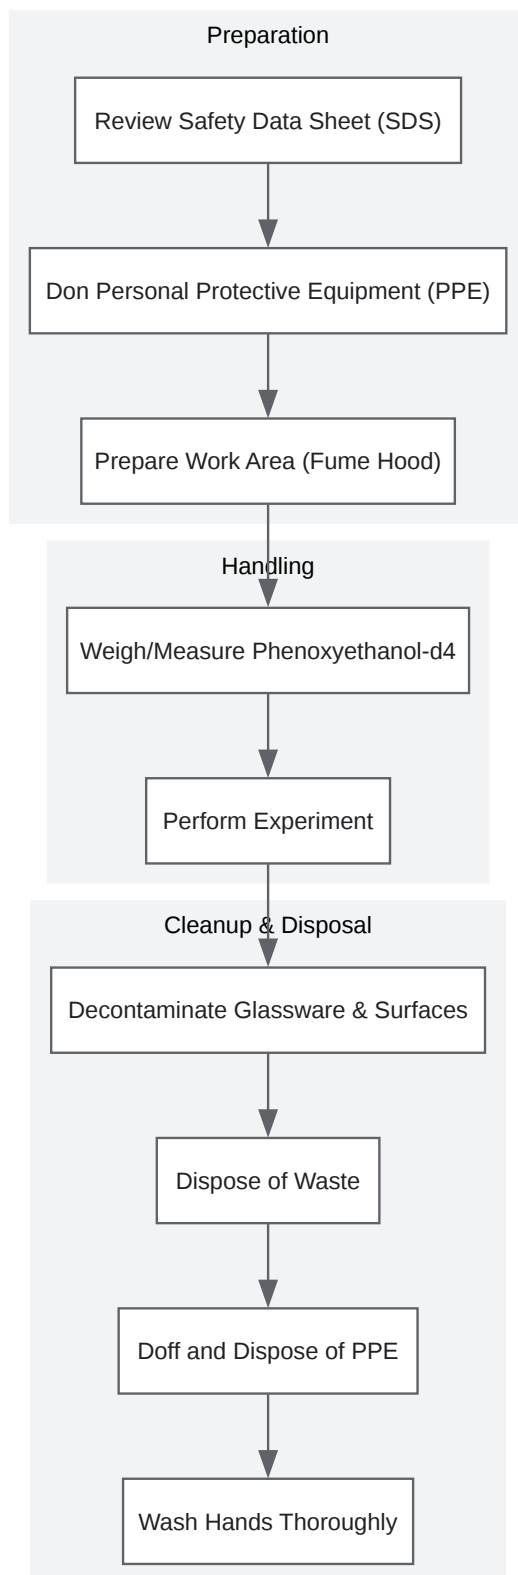 Preparation
Review Safety Data Sheet (SDS)
Don Personal Protective Equipment (PPE)
Prepare Work Area (Fume Hood)
Handling
Weigh/Measure Phenoxyethanol-d4
Perform Experiment
Cleanup & Disposal
Decontaminate Glassware & Surfaces
Dispose of Waste
Doff and Dispose of PPE
Wash Hands Thoroughly